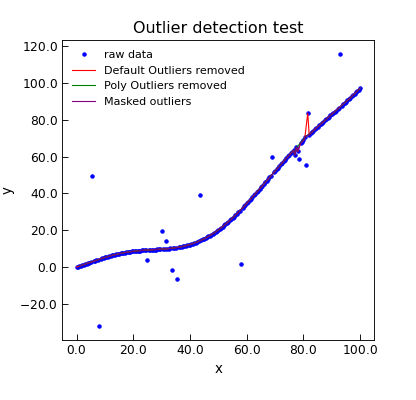 Outlier detection test
raw data
Default Outliers removed
Poly Outliers removed
Masked outliers
120.0
100.0
80.0
60.0
40.0
20.0
0.0
−20.0
y
0.0 20.0 40.0 60.0 80.0 100.0
x